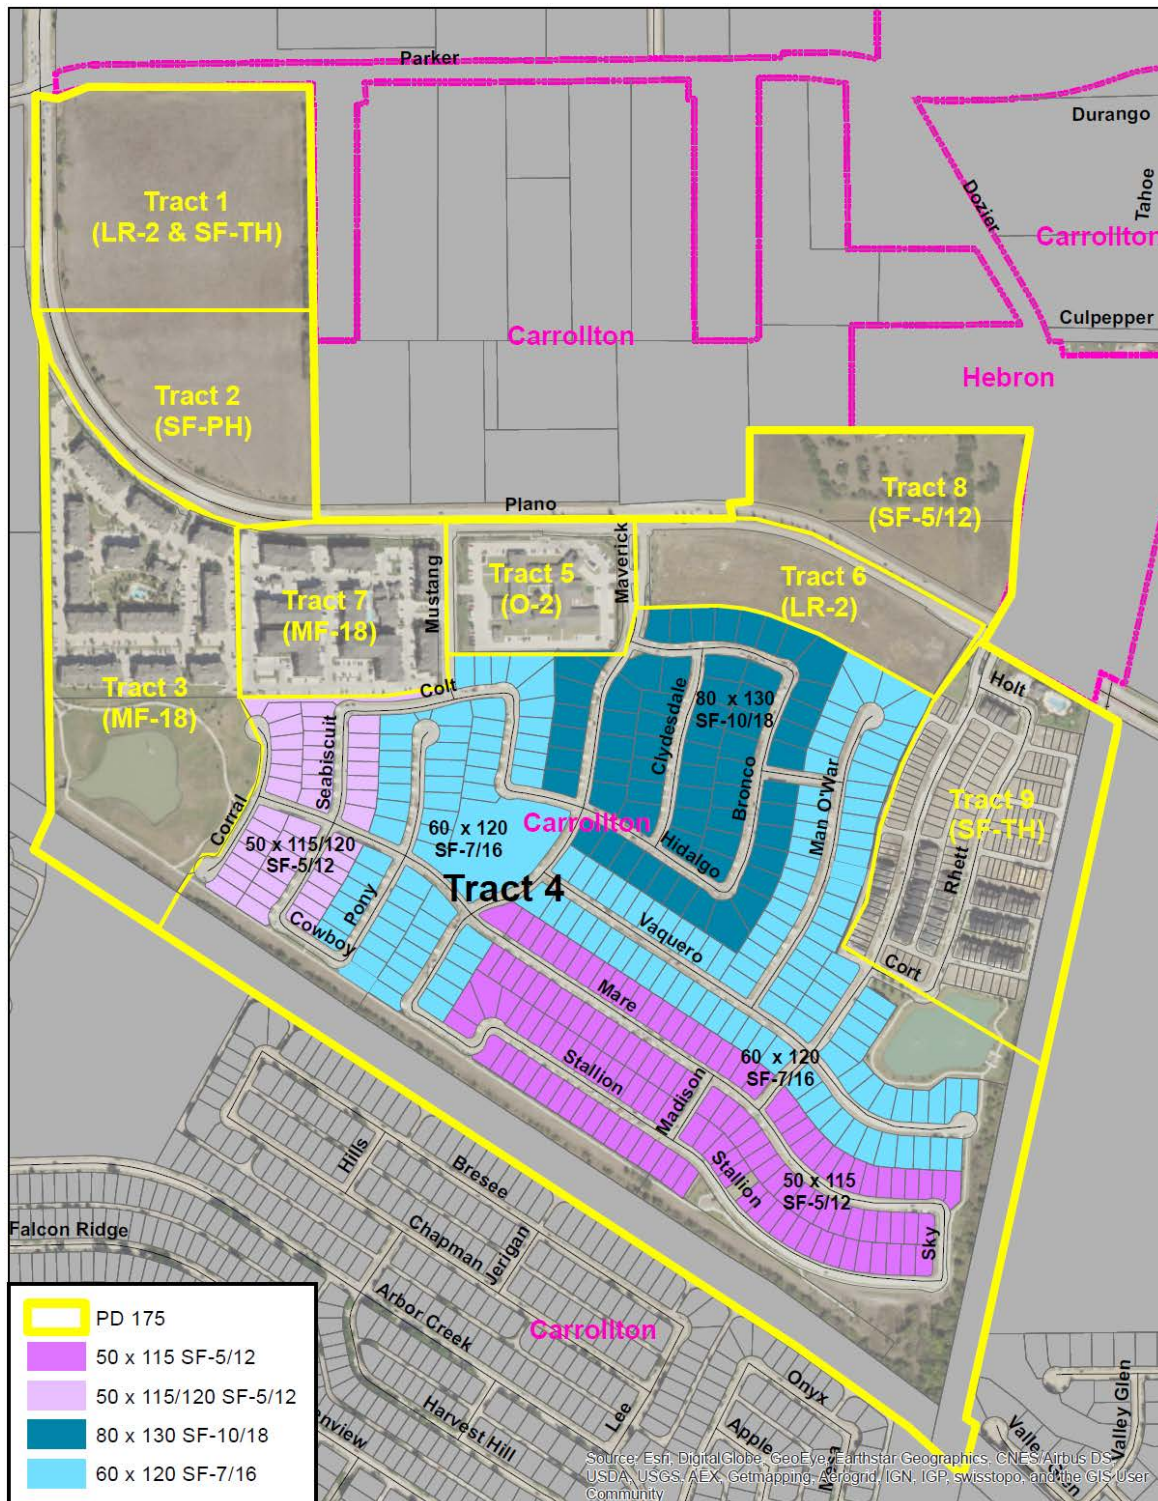 Parker
Durango
Tahoe
Dozier
Tract 1
(LR-2 & SF-TH)
Carrollton
Culpepper
Carrollton
Hebron
Tract 2
(SF-PH)
Tract 8
(SF-5/12)
Plano
Maverick
Mustang
Tract 5
(O-2)
Tract 6
(LR-2)
Tract 7
(MF-18)
Tract 3
(MF-18)
Colt
Holt
Clydesdale
80 x 130
SF-10/18
Seabiscuit
Bronco
Man O'War
Tract 9
(SF-TH)
Corral
60 x 120
SF-7/16
Carrollton
50 x 115/120
SF-5/12
Hidalgo
Rhett
Tract 4
Pony
Cowboy
Vaquero
Cort
Mare
Stallion
Madison
60 x 120
SF-7/16
Hills
Bresee
Stallion
50 x 115
SF-5/12
Falcon Ridge
Chapman
Jerigan
Sky
Arbor Creek
Carrollton
PD 175
50 x 115 SF-5/12
50 x 115/120 SF-5/12
80 x 130 SF-10/18
60 x 120 SF-7/16
Harvest Hill
Lee
Onyx
Apple
Valley Glen
Valley Glen
Source: Esri, DigitalGlobe, GeoEye, Earthstar Geographics, CNES/Airbus DS,
USDA, USGS, AEX, Getmapping, Aerogrid, IGN, IGP, swisstopo, and the GIS User
Community